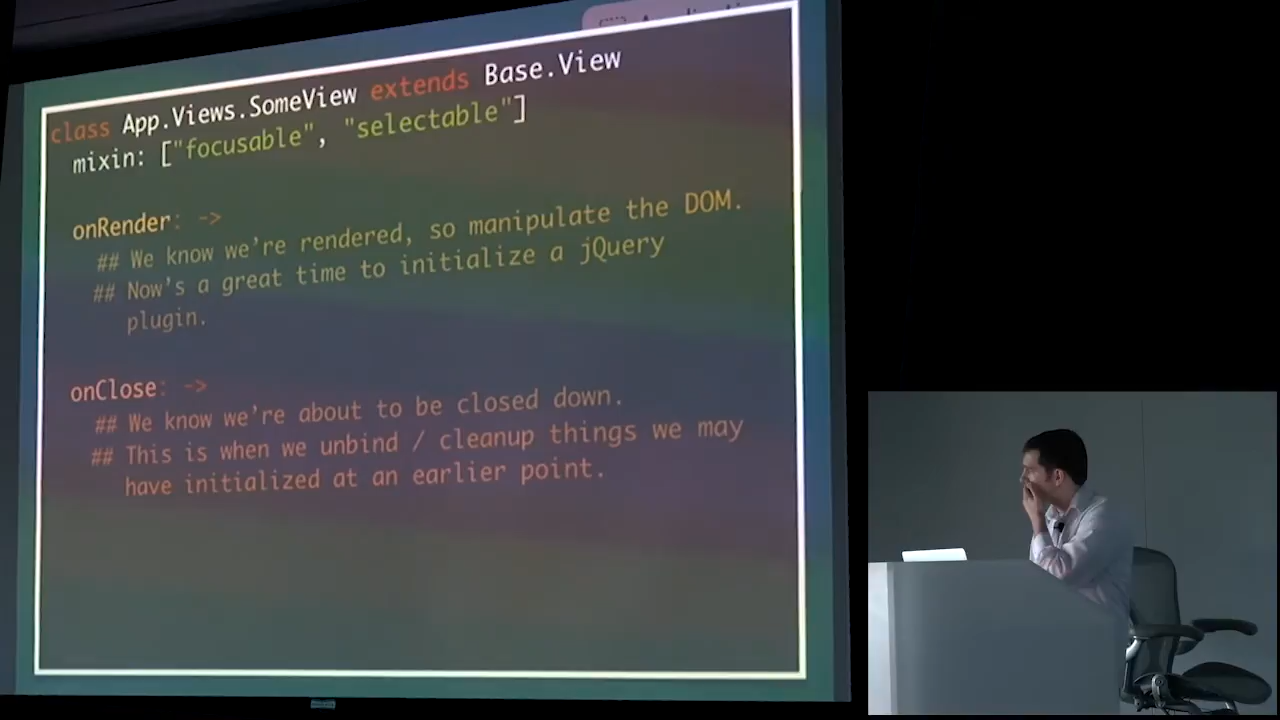 class App.Views.SomeView extends Base.View
mixin: ["focusable", "selectable"]
onRender: ->
## We know we're rendered, so manipulate the DOM.
## Now's a great time to initialize a jQuery
plugin.
onClose: ->
## We know we're about to be closed down.
## This is when we unbind / cleanup things we may
have initialized at an earlier point.